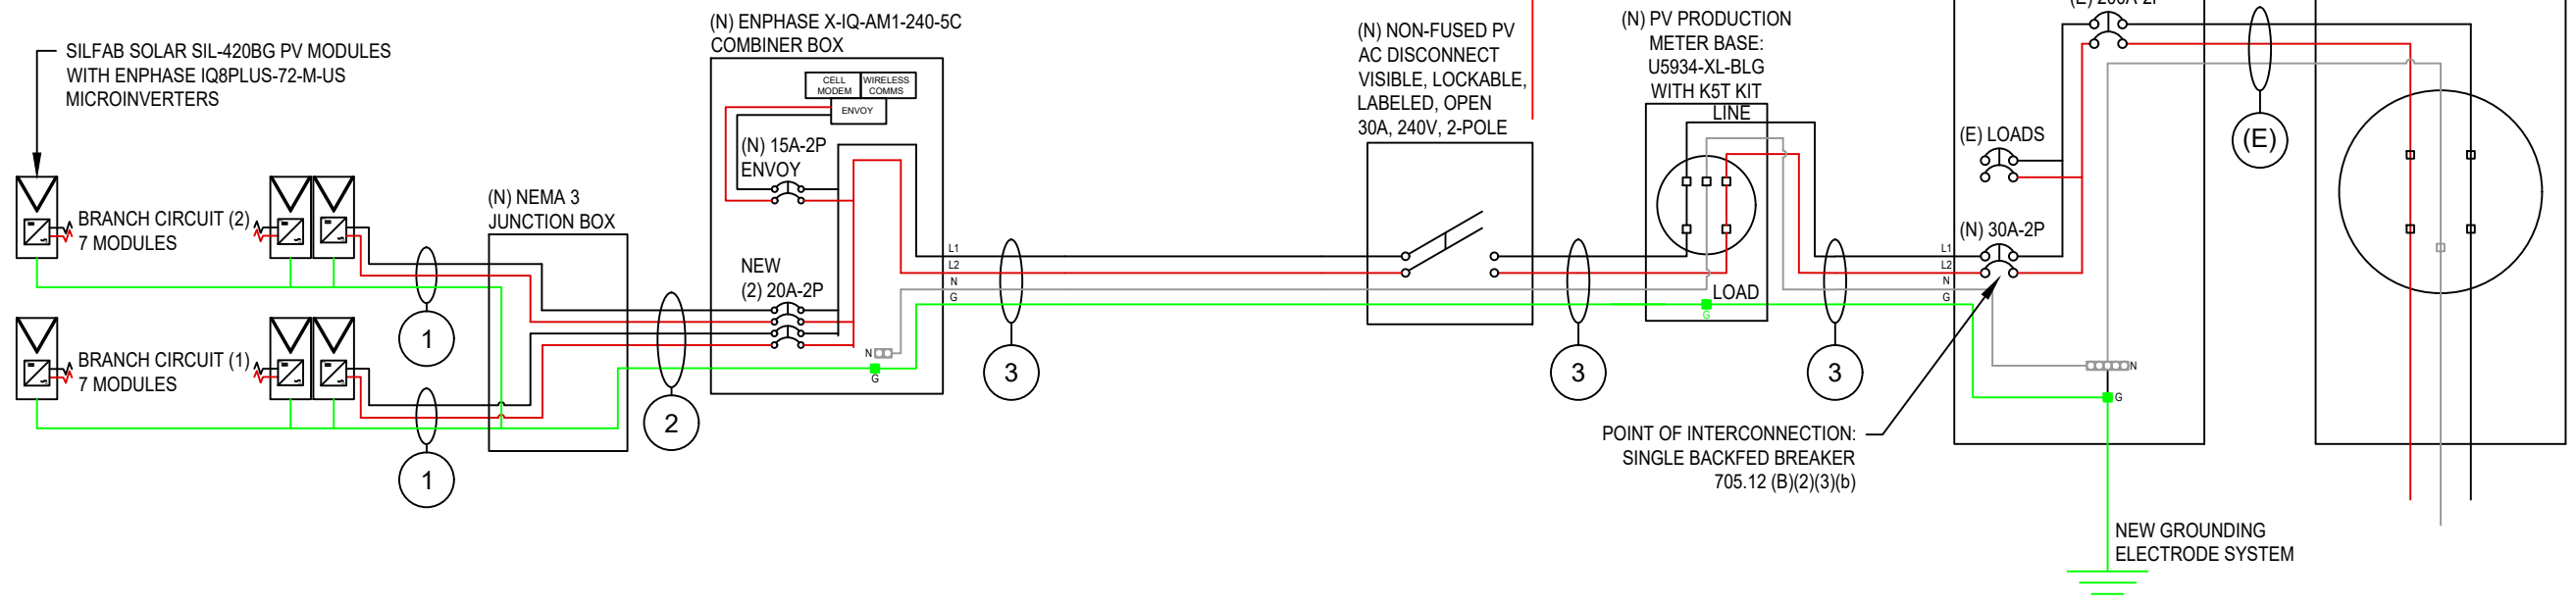 SILFAB SOLAR SIL-420BG PV MODULES
WITH ENPHASE IQ8PLUS-72-M-US
MICROINVERTERS
BRANCH CIRCUIT (2)
7 MODULES
BRANCH CIRCUIT (1)
7 MODULES
1
1
(N) NEMA 3
JUNCTION BOX
2
(N) ENPHASE X-IQ-AM1-240-5C
COMBINER BOX
CELL
MODEM
WIRELESS
COMMS
ENVOY
(N) 15A-2P
ENVOY
NEW
(2) 20A-2P
N
G
L1
L2
N
G
3
(N) NON-FUSED PV
AC DISCONNECT
VISIBLE, LOCKABLE,
LABELED, OPEN
30A, 240V, 2-POLE
3
(N) PV PRODUCTION
METER BASE:
U5934-XL-BLG
WITH K5T KIT
LINE
LOAD
G
3
L1
L2
N
G
(E) 200A-2P
(E) LOADS
(N) 30A-2P
N
G
POINT OF INTERCONNECTION:
SINGLE BACKFED BREAKER
705.12 (B)(2)(3)(b)
(E)
NEW GROUNDING
ELECTRODE SYSTEM